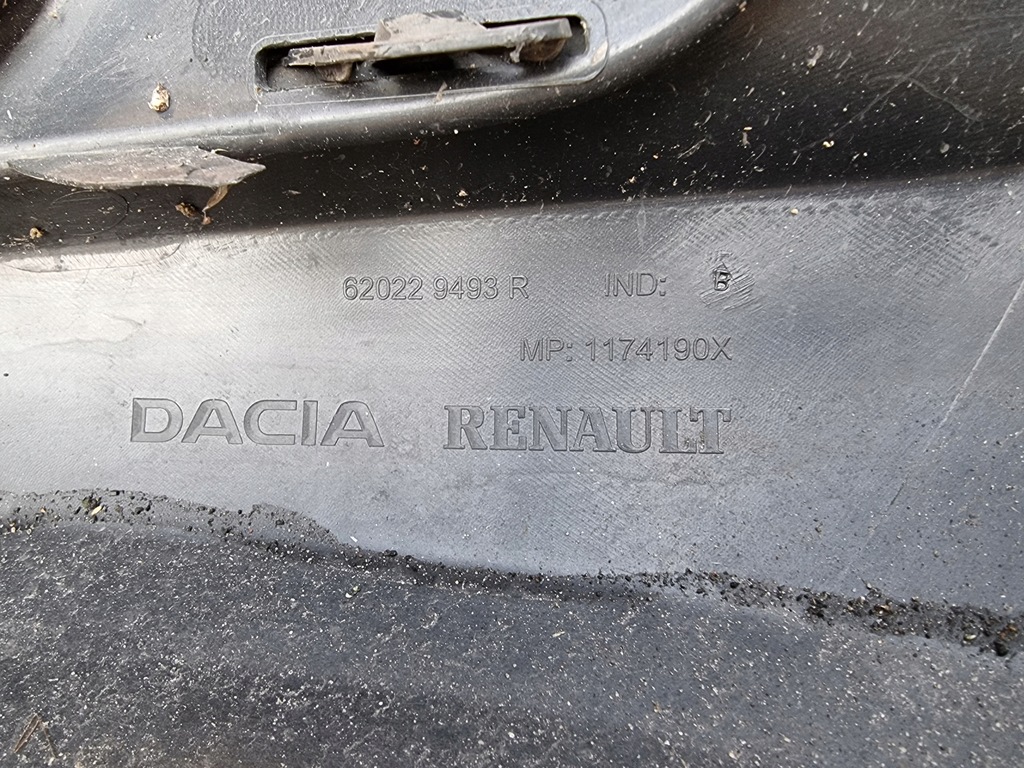 62022 9493 R IND: B
MP: 1174190X
DACIA RENAULT